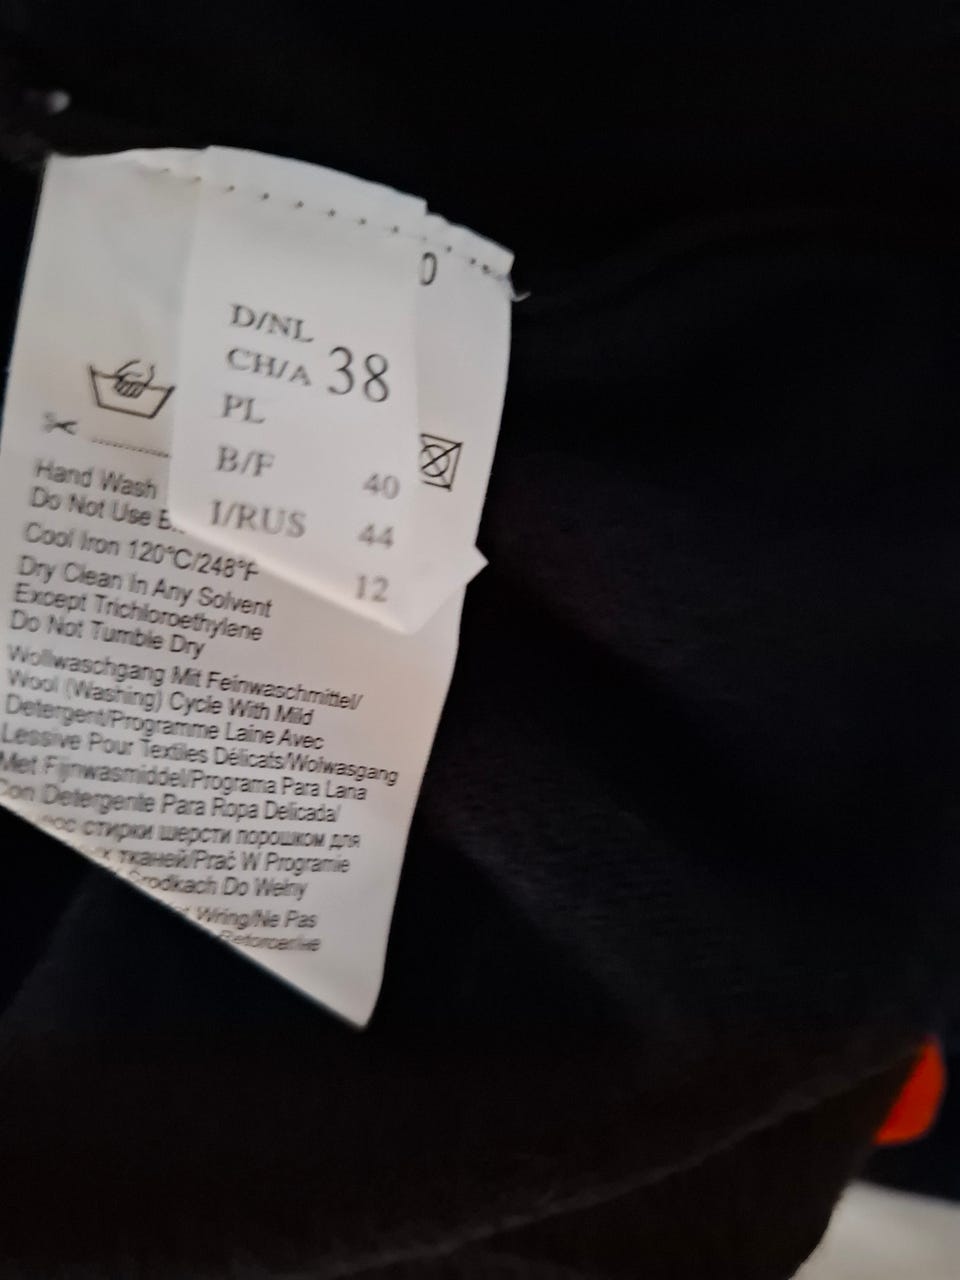 0
D/NL
CH/A 38
PL
B/F 40
I/RUS 44
12
Hand Wash
Do Not Use
Cool Iron 120°C/248°F
Dry Clean In Any Solvent
Except Trichloroethylene
Do Not Tumble Dry
Wollwaschgang Mit Feinwaschmittel/
Wool (Washing) Cycle With Mild
Detergent/Programme Laine Avec
Lessive Pour Textiles Délicats/Wolwasgang
Met Fijnwasmiddel/Programa Para Lana
Con Detergente Para Ropa Delicada/
стирки шерсти порошком для
тканей/Prać W Programie
Środkach Do Wełny
Wring/Ne Pas